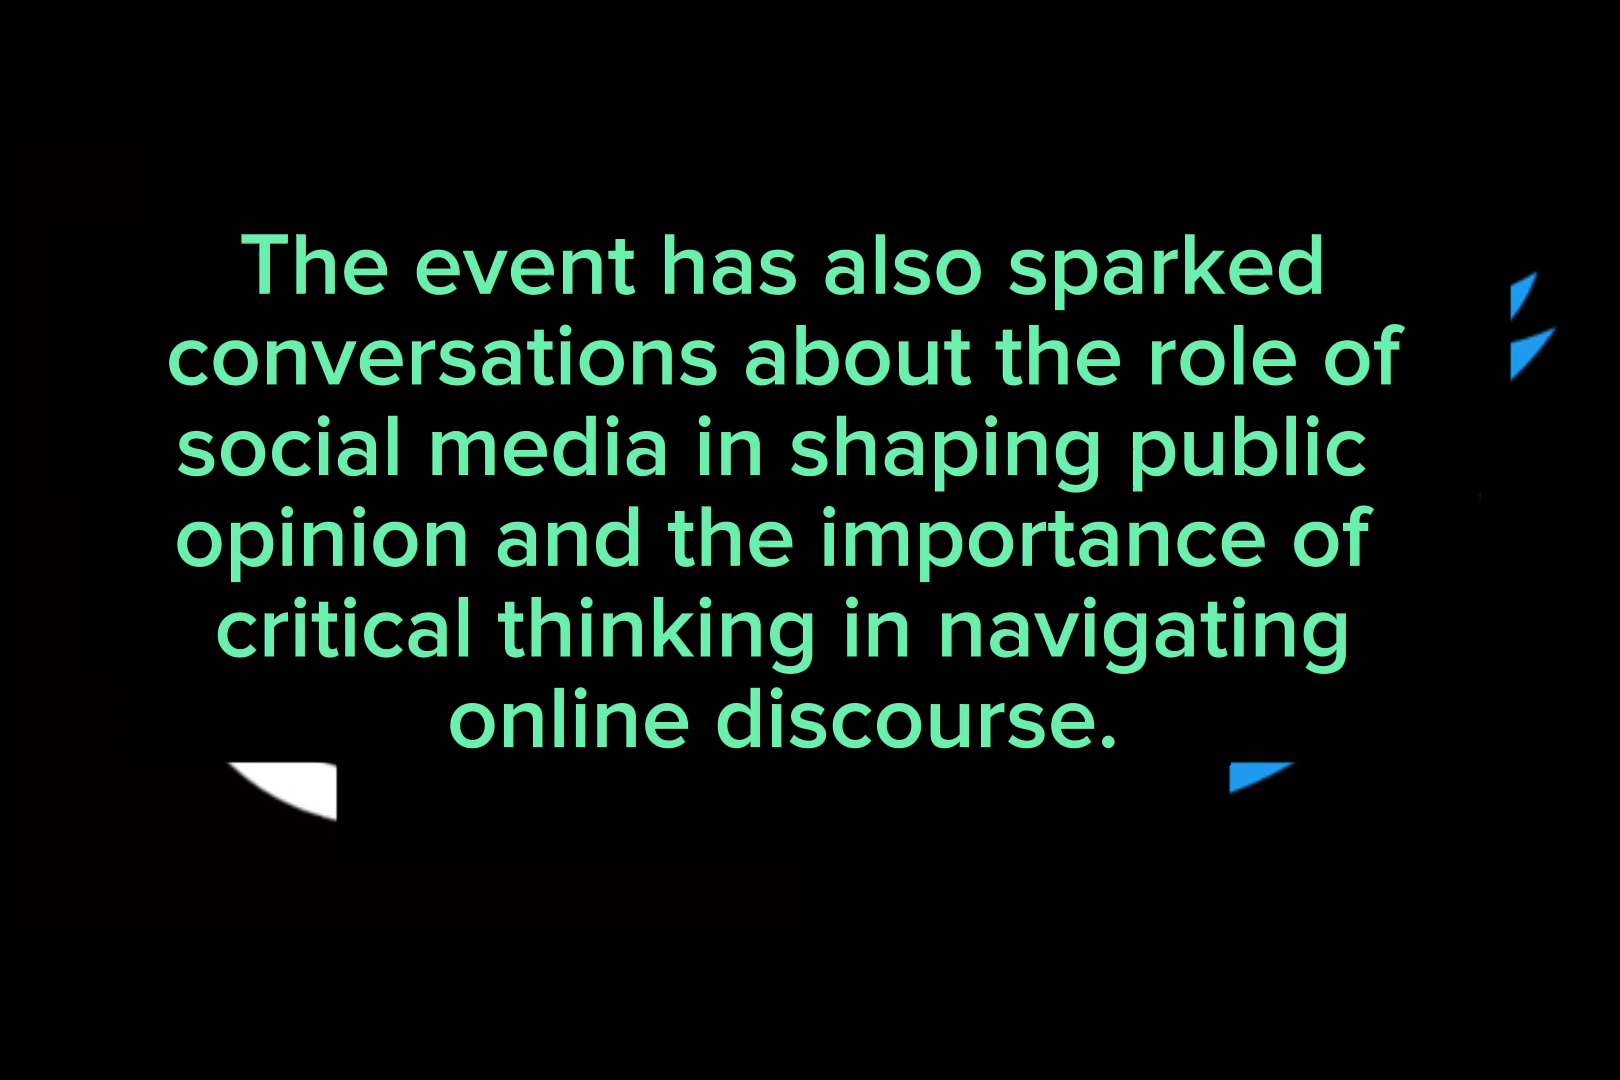 The event has also sparked
conversations about the role of
social media in shaping public
opinion and the importance of
critical thinking in navigating
online discourse.